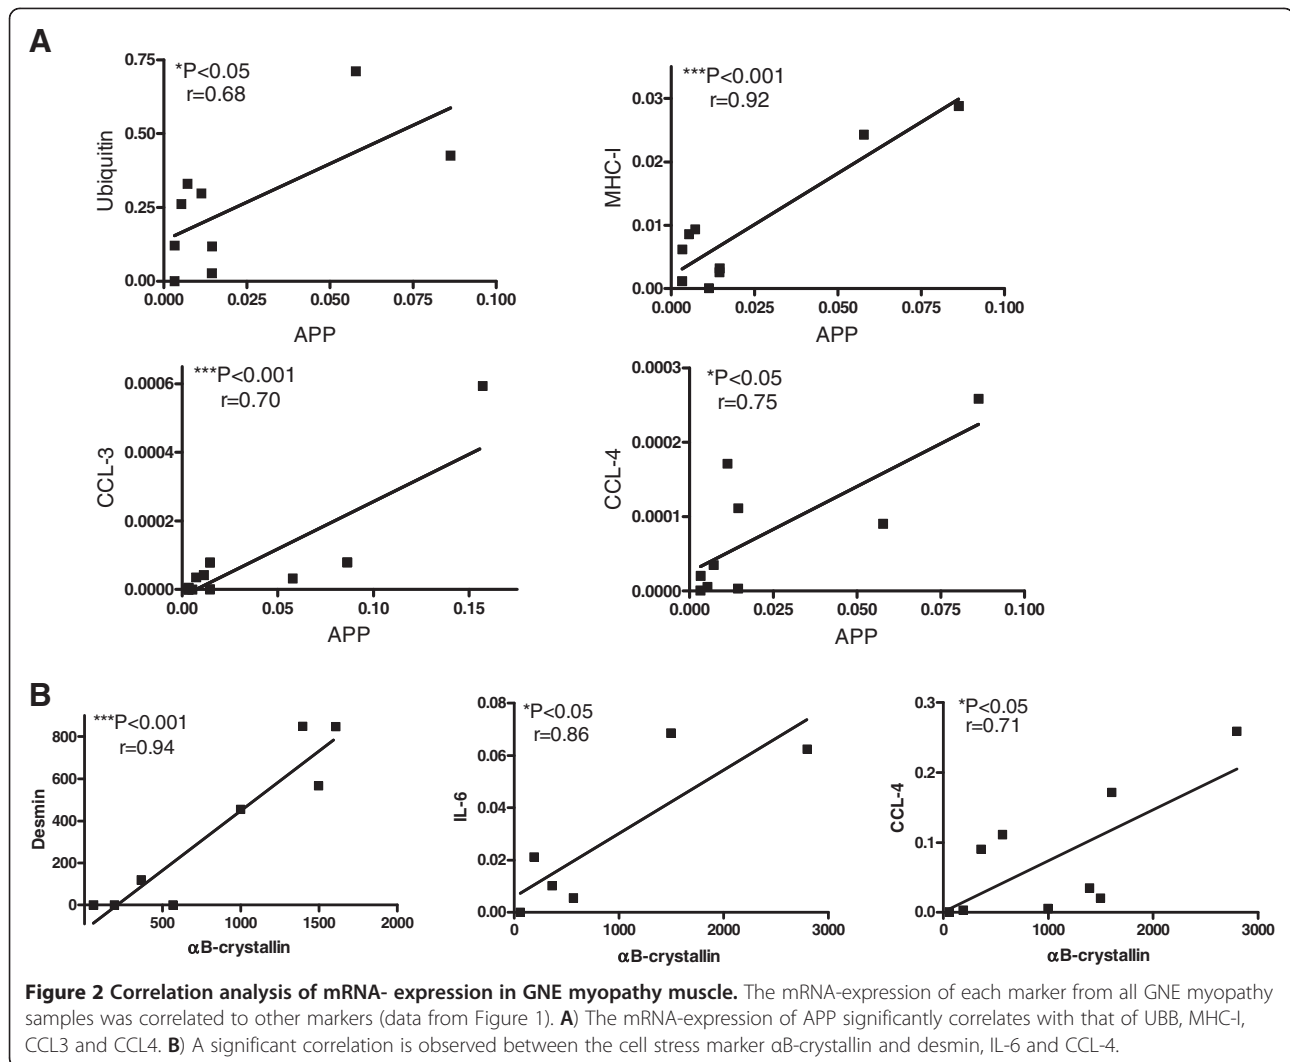 A
*P<0.05
r=0.68
Ubiquitin
0.75
0.50
0.25
0.00
0.000 0.025 0.050 0.075 0.100
APP
***P<0.001
r=0.92
MHC-I
0.03
0.02
0.01
0.00
0.000 0.025 0.050 0.075 0.100
APP
***P<0.001
r=0.70
CCL-3
0.0006
0.0004
0.0002
0.0000
0.00 0.05 0.10 0.15
APP
*P<0.05
r=0.75
CCL-4
0.0003
0.0002
0.0001
0.0000
0.000 0.025 0.050 0.075 0.100
APP
B
***P<0.001
r=0.94
Desmin
800
600
400
200
0
500 1000 1500 2000
αB-crystallin
*P<0.05
r=0.86
IL-6
0.08
0.06
0.04
0.02
0.00
0 1000 2000 3000
αB-crystallin
*P<0.05
r=0.71
CCL-4
0.3
0.2
0.1
0.0
0 1000 2000 3000
αB-crystallin
Figure 2 Correlation analysis of mRNA- expression in GNE myopathy muscle. The mRNA-expression of each marker from all GNE myopathy
samples was correlated to other markers (data from Figure 1). A) The mRNA-expression of APP significantly correlates with that of UBB, MHC-I,
CCL3 and CCL4. B) A significant correlation is observed between the cell stress marker αB-crystallin and desmin, IL-6 and CCL-4.